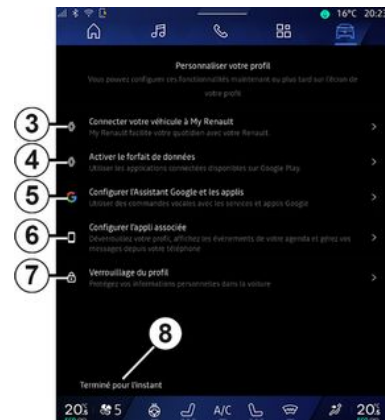 16°C 20:23
Personnaliser votre profil
Vous pouvez configurer ces fonctionnalités maintenant ou plus tard sur l'écran de
votre profil
3
Connecter votre véhicule à My Renault
My Renault facilite votre quotidien avec votre Renault
4
Activer le forfait de données
Utiliser les applications connectées disponibles sur Google Play
5
Configurer l'Assistant Google et les applis
Utiliser des commandes vocales avec les services et applis Google
6
Configurer l'appli associée
Déverrouillez votre profil, affichez les événements de votre agenda et gérez vos
messages depuis votre téléphone
7
Verrouillage du profil
Protégez vos informations personnelles dans la voiture
8
Terminé pour l'instant
20 5 A/C 20